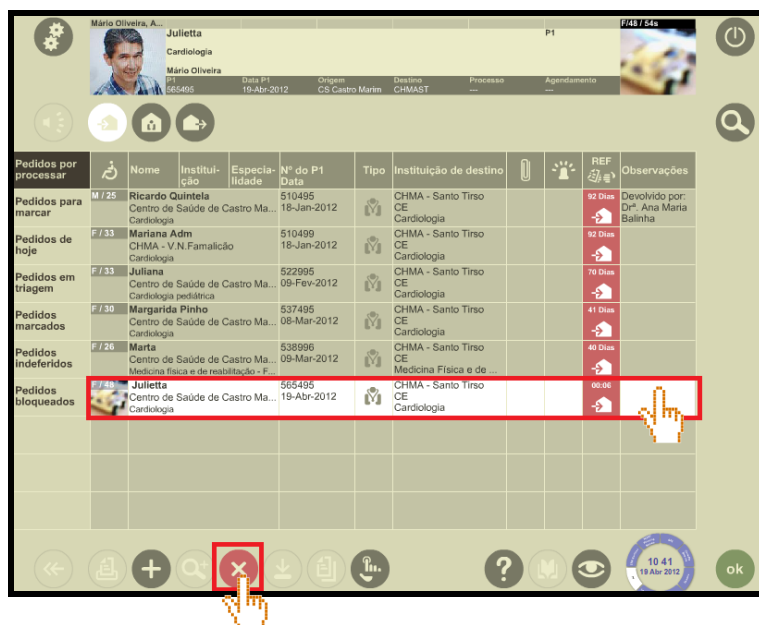 Mário Oliveira, A...
F/48 / 54s
Julietta
P1
Cardiologia
Mário Oliveira
P1 Data P1 Origem Destino Processo Agendamento
565495 19-Abr-2012 CS Castro Marim CHMAST --- ---
Pedidos por processar
Nome Institui-ção Especia-lidade Nº do P1 Data Tipo Instituição de destino REF Observações
Pedidos para marcar
M / 25 Ricardo Quintela 510495 CHMA - Santo Tirso 92 Dias Devolvido por:
Centro de Saúde de Castro Ma... 18-Jan-2012 CE Drª. Ana Maria
Cardiologia Cardiologia Balinha
Pedidos de hoje
F / 33 Mariana Adm 510499 CHMA - Santo Tirso 92 Dias
CHMA - V.N.Famalicão 18-Jan-2012 CE
Cardiologia Cardiologia
Pedidos em triagem
F / 33 Juliana 522995 CHMA - Santo Tirso 70 Dias
Centro de Saúde de Castro Ma... 09-Fev-2012 CE
Cardiologia pediátrica Cardiologia
Pedidos marcados
F / 30 Margarida Pinho 537495 CHMA - Santo Tirso 41 Dias
Centro de Saúde de Castro Ma... 08-Mar-2012 CE
Cardiologia Cardiologia
Pedidos indeferidos
F / 26 Marta 538996 CHMA - Santo Tirso 40 Dias
Centro de Saúde de Castro Ma... 09-Mar-2012 CE
Medicina física e de reabilitação - F... Medicina Física e de ...
Pedidos bloqueados
F / 48 Julietta 565495 CHMA - Santo Tirso 00:06
Centro de Saúde de Castro Ma... 19-Abr-2012 CE
Cardiologia Cardiologia
10 41
19 Abr 2012
ok